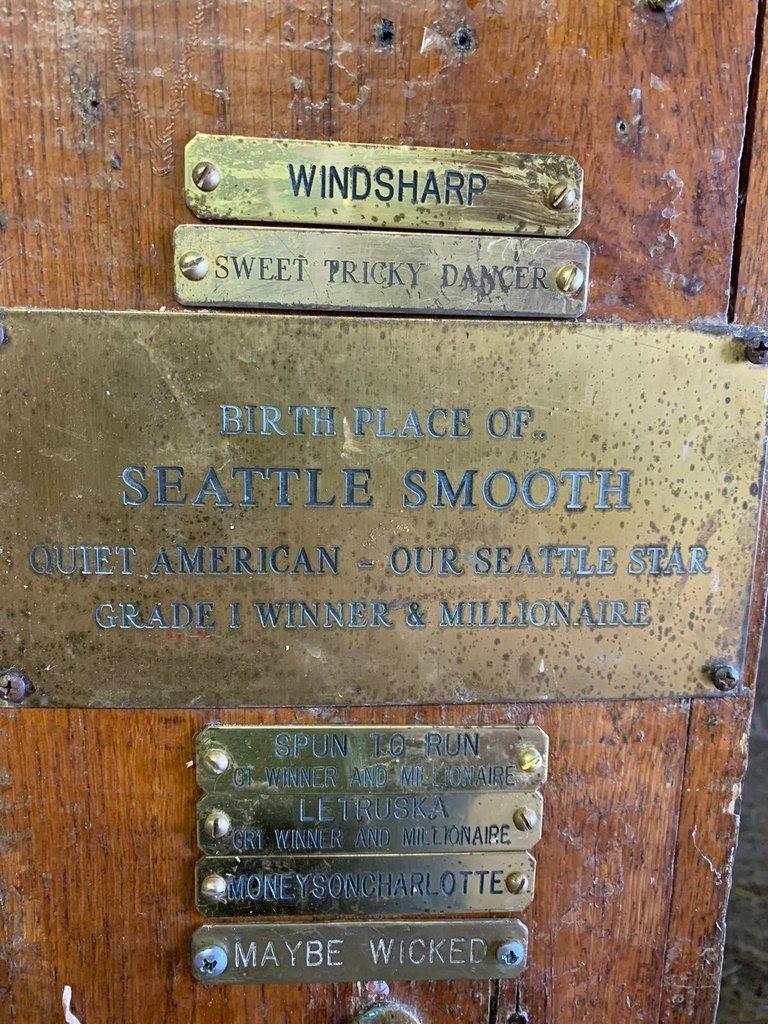 WINDSHARP
SWEET TRICKY DANCER
BIRTH PLACE OF..
SEATTLE SMOOTH
QUIET AMERICAN - OUR SEATTLE STAR
GRADE 1 WINNER & MILLIONAIRE
SPUN TO RUN
G1 WINNER AND MILLIONAIRE
LETRUSKA
GR1 WINNER AND MILLIONAIRE
MONEYSONCHARLOTTE
MAYBE WICKED